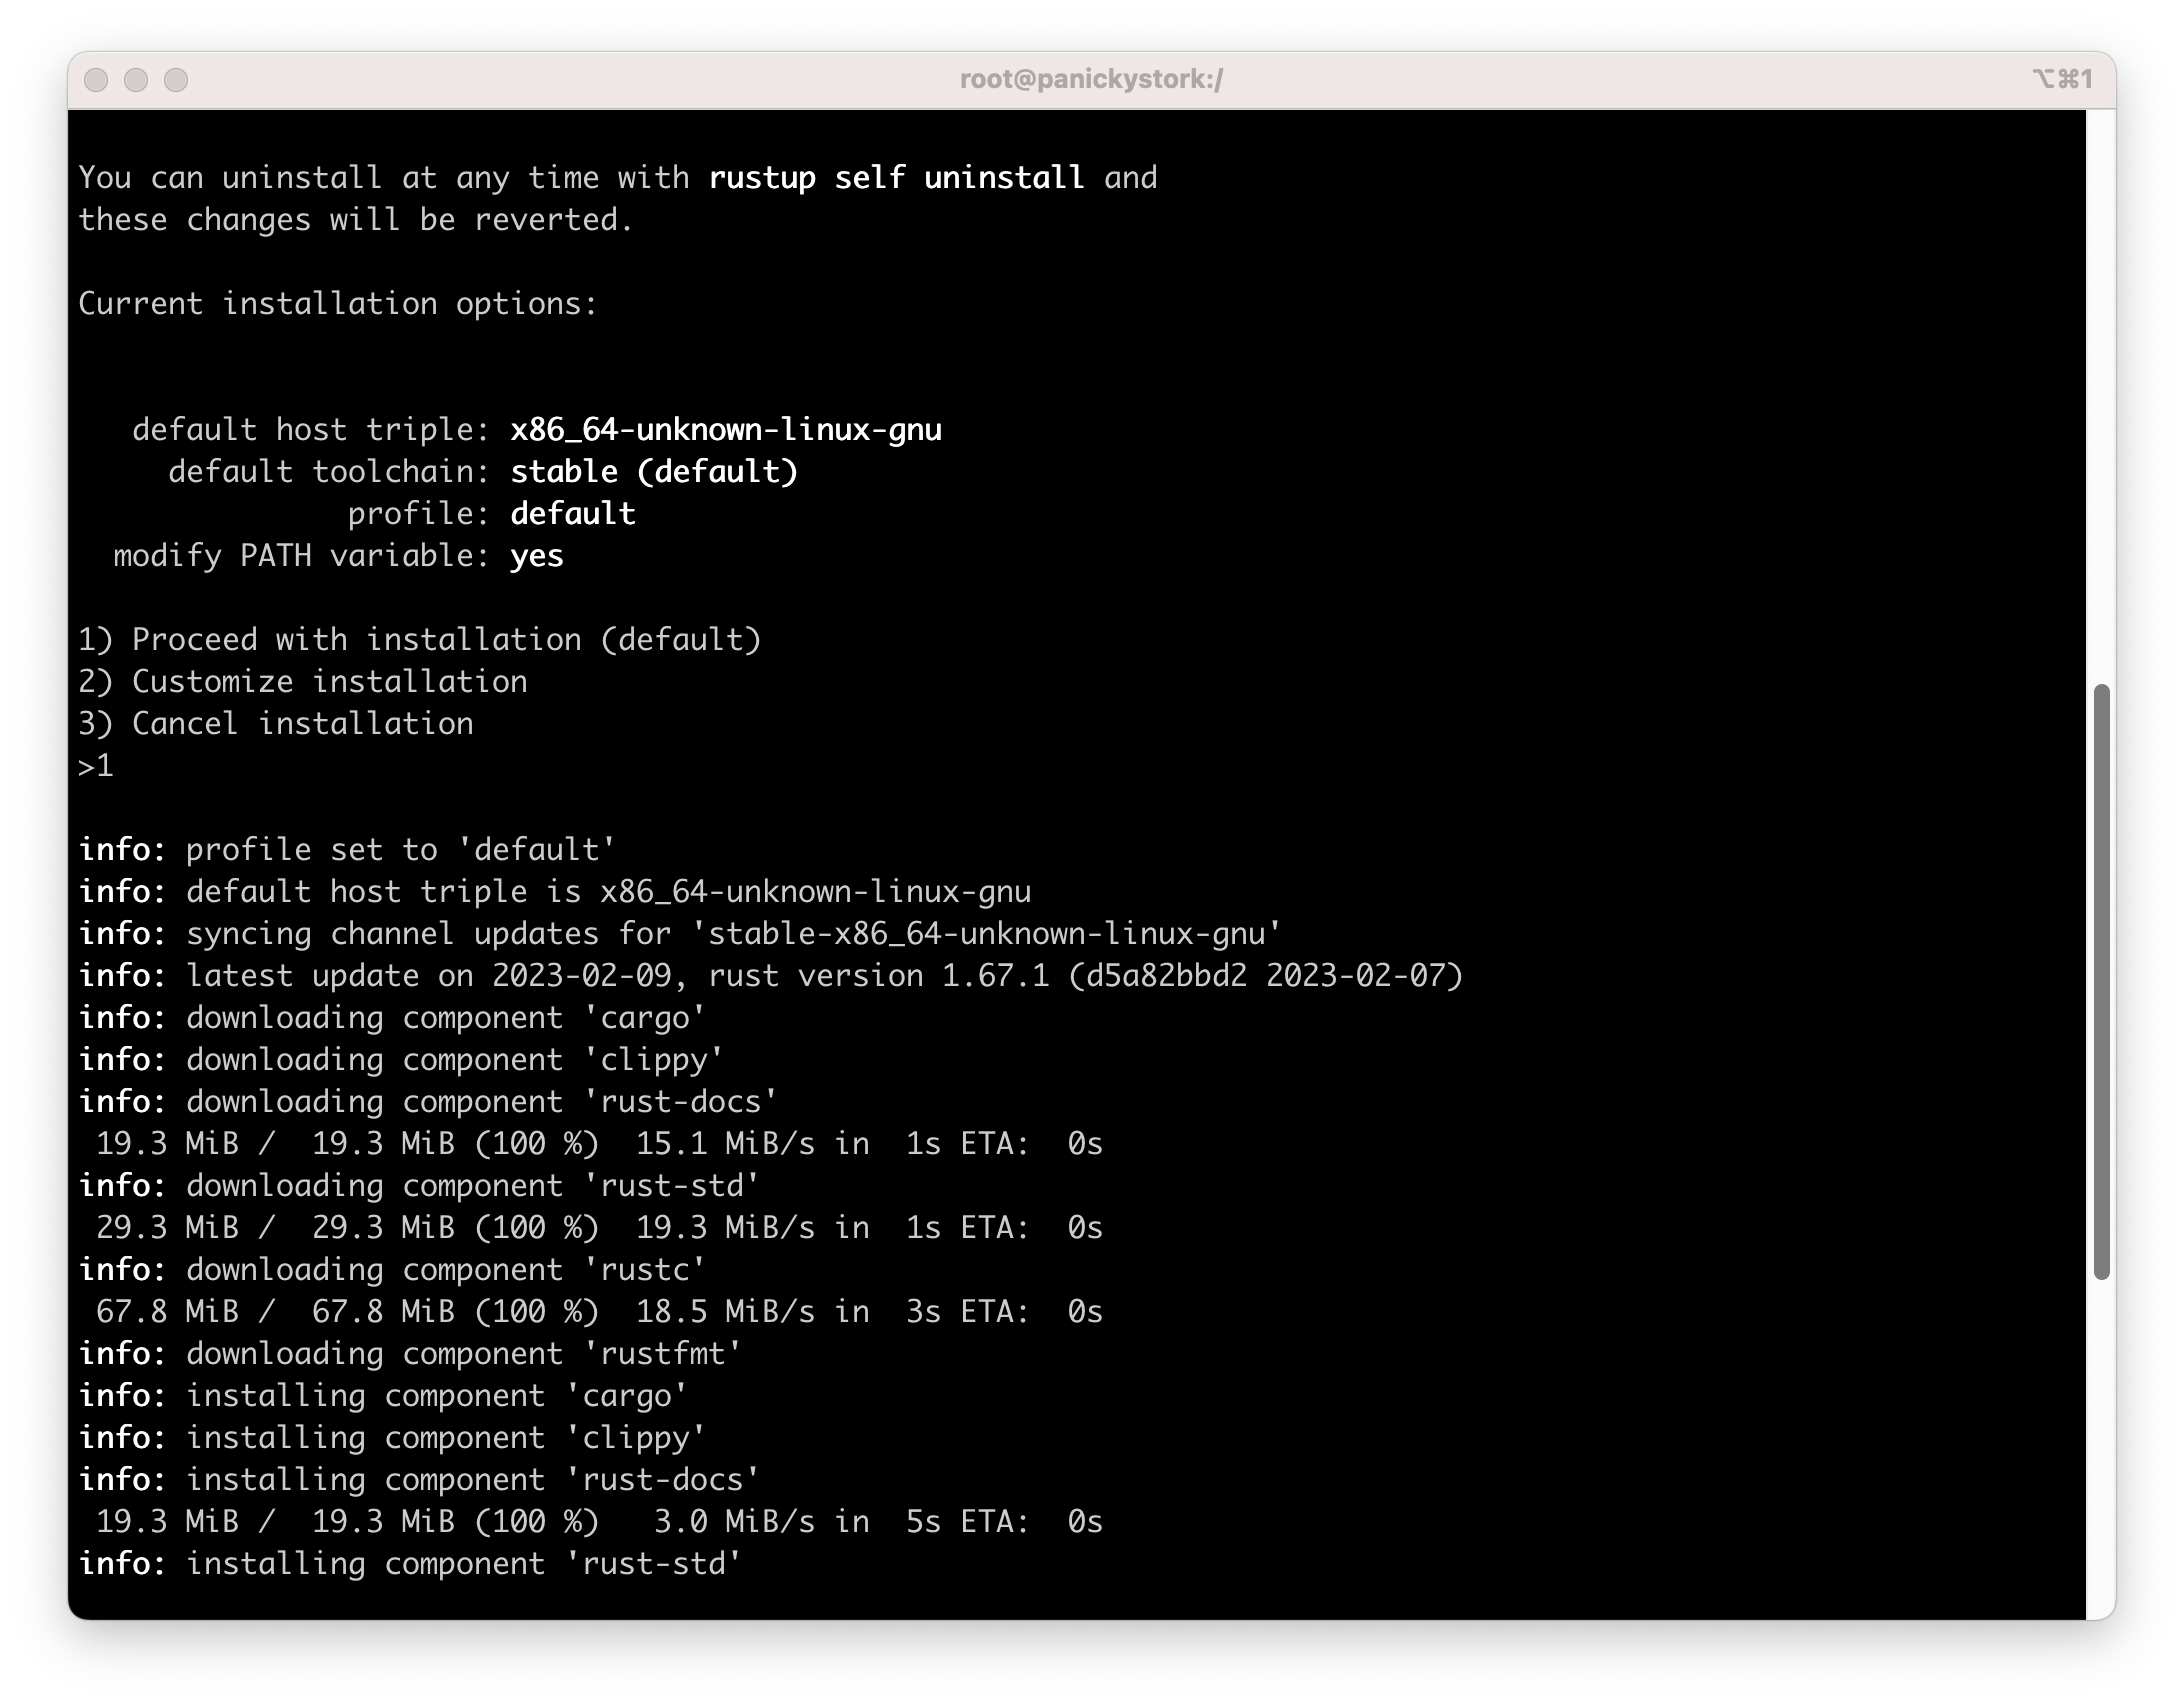 root@panickystork:/
⌥⌘1
You can uninstall at any time with rustup self uninstall and
these changes will be reverted.
Current installation options:
default host triple: x86_64-unknown-linux-gnu
default toolchain: stable (default)
profile: default
modify PATH variable: yes
1) Proceed with installation (default)
2) Customize installation
3) Cancel installation
>1
info: profile set to 'default'
info: default host triple is x86_64-unknown-linux-gnu
info: syncing channel updates for 'stable-x86_64-unknown-linux-gnu'
info: latest update on 2023-02-09, rust version 1.67.1 (d5a82bbd2 2023-02-07)
info: downloading component 'cargo'
info: downloading component 'clippy'
info: downloading component 'rust-docs'
19.3 MiB /  19.3 MiB (100 %)  15.1 MiB/s in  1s ETA:  0s
info: downloading component 'rust-std'
29.3 MiB /  29.3 MiB (100 %)  19.3 MiB/s in  1s ETA:  0s
info: downloading component 'rustc'
67.8 MiB /  67.8 MiB (100 %)  18.5 MiB/s in  3s ETA:  0s
info: downloading component 'rustfmt'
info: installing component 'cargo'
info: installing component 'clippy'
info: installing component 'rust-docs'
19.3 MiB /  19.3 MiB (100 %)   3.0 MiB/s in  5s ETA:  0s
info: installing component 'rust-std'